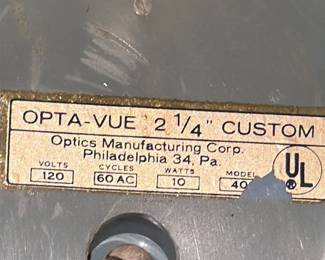 OPTA-VUE 2 1/4" CUSTOM
Optics Manufacturing Corp.
Philadelphia 34, Pa.
VOLTS CYCLES WATTS MODEL
120 60 AC 10 40
UL
®